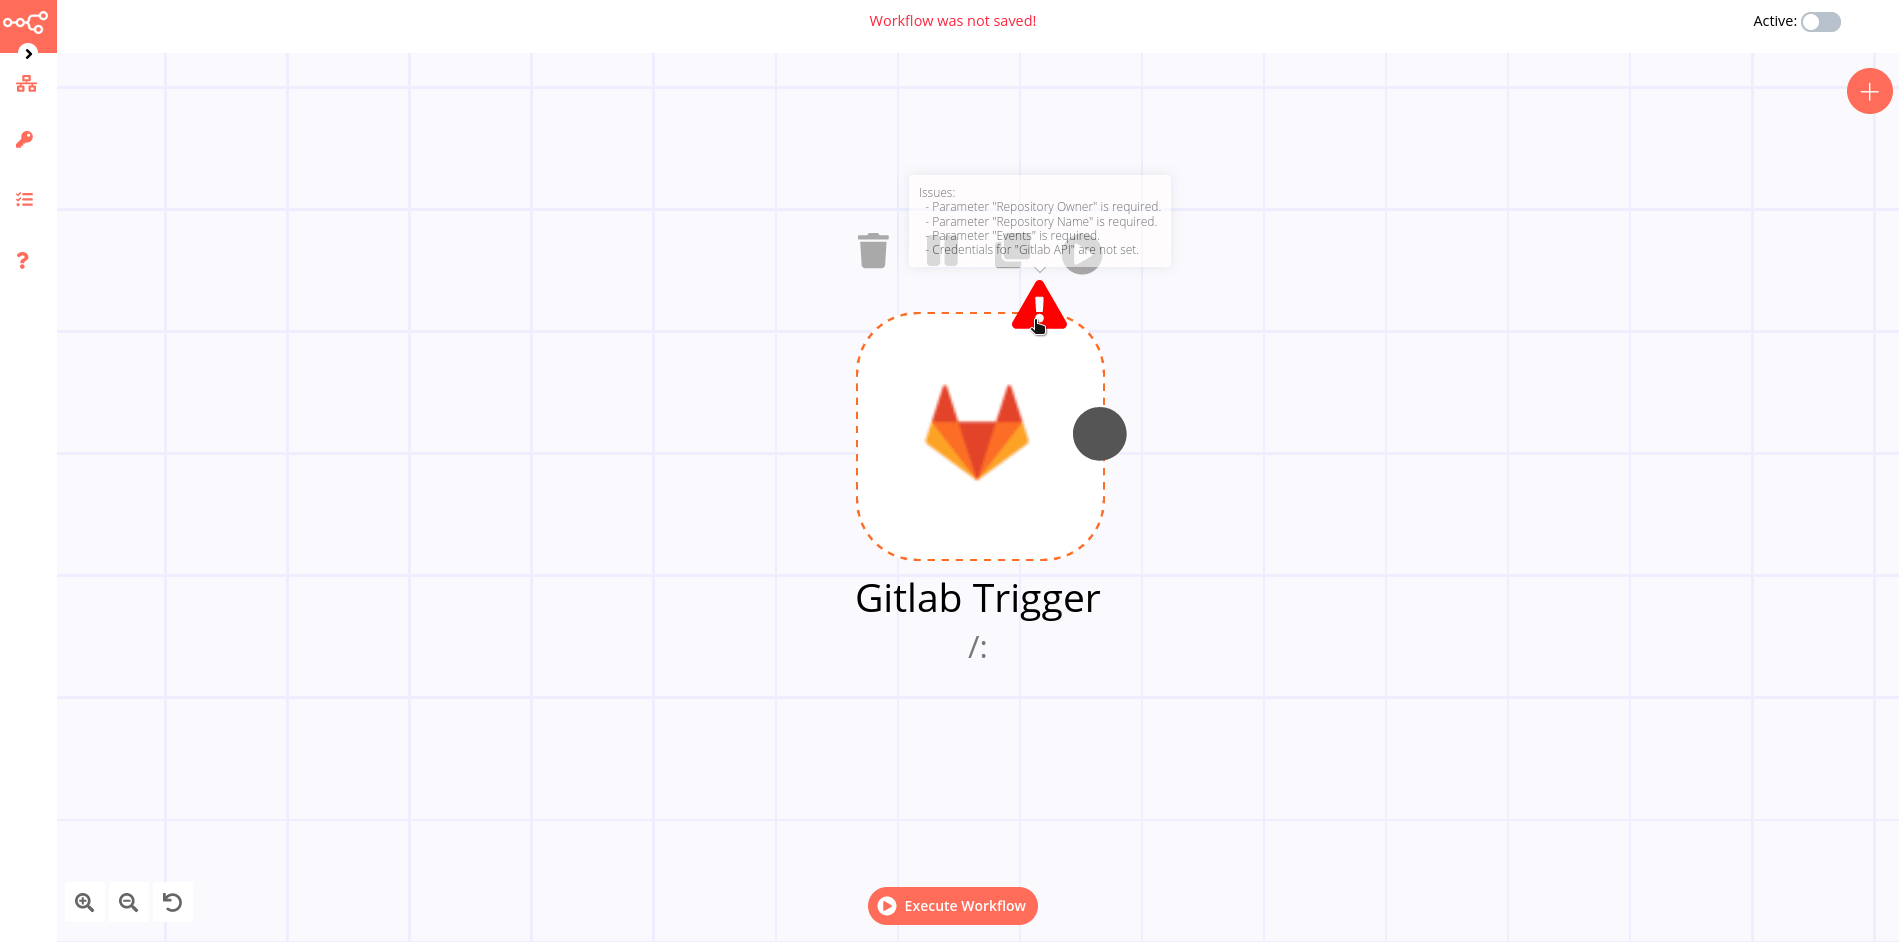 Workflow was not saved!
Active:
Issues:
- Parameter "Repository Owner" is required.
- Parameter "Repository Name" is required.
- Parameter "Events" is required.
- Credentials for "Gitlab API" are not set.
Gitlab Trigger
/:
Execute Workflow